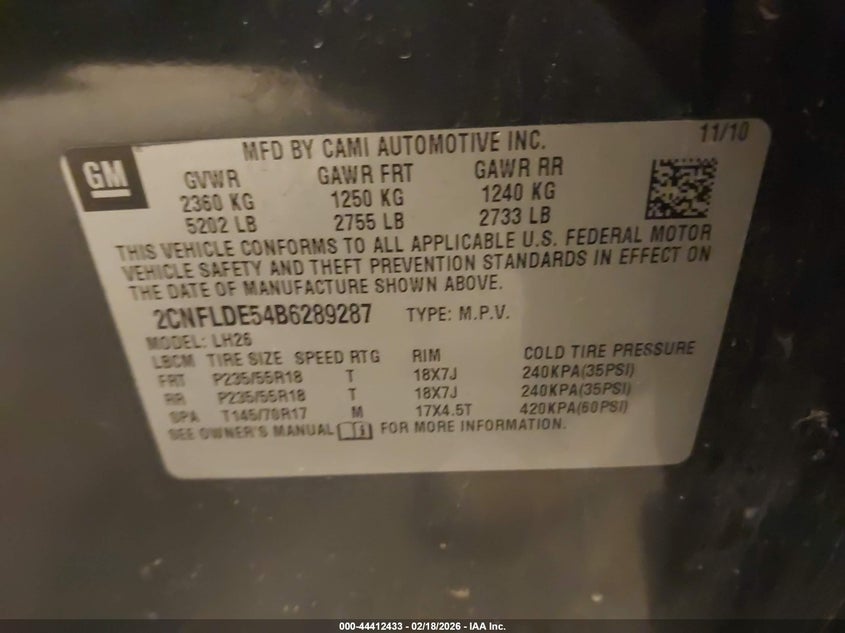 11/10
GM
MFD BY CAMI AUTOMOTIVE INC.
GVWR GAWR FRT GAWR RR
2360 KG 1250 KG 1240 KG
5202 LB 2755 LB 2733 LB
THIS VEHICLE CONFORMS TO ALL APPLICABLE U.S. FEDERAL MOTOR
VEHICLE SAFETY AND THEFT PREVENTION STANDARDS IN EFFECT ON
THE DATE OF MANUFACTURE SHOWN ABOVE.
2CNFLDE54B6289287 TYPE: M.P.V.
MODEL: LH26
LBCM TIRE SIZE SPEED RTG RIM COLD TIRE PRESSURE
FRT P235/55R18 T 18X7J 240KPA(35PSI)
RR P235/55R18 T 18X7J 240KPA(35PSI)
SPA T145/70R17 M 17X4.5T 420KPA(60PSI)
SEE OWNER'S MANUAL FOR MORE INFORMATION.
000-44412433 - 02/18/2026 - IAA Inc.